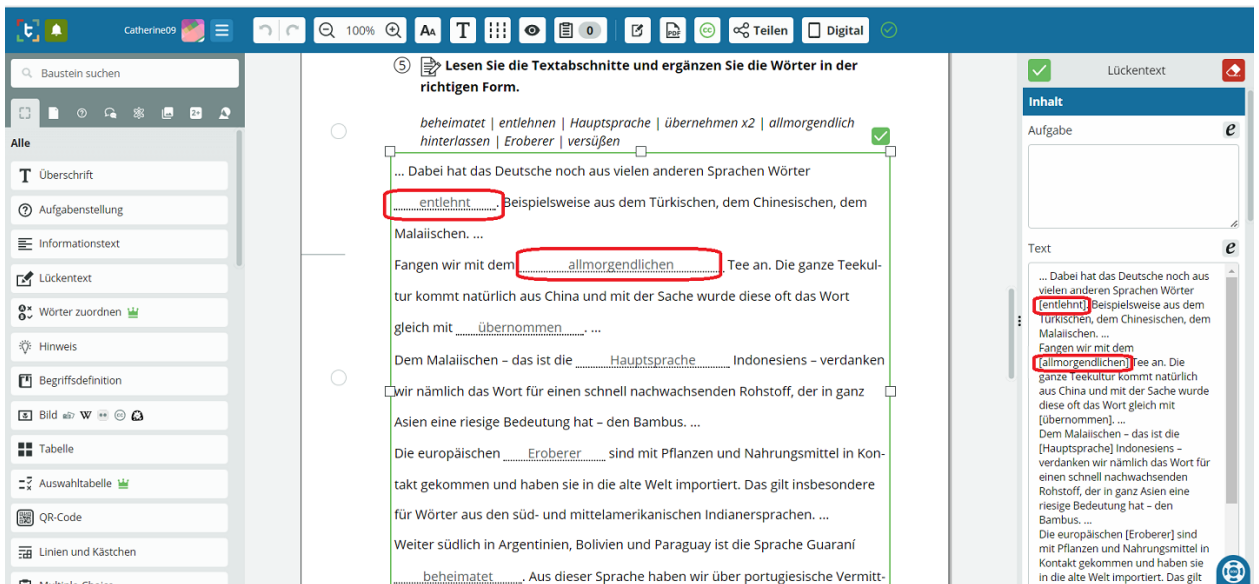 Catherine09
100%
AA
T
0
PDF
cc
Teilen
Digital
Baustein suchen
2+
Alle
Überschrift
Aufgabenstellung
Informationstext
Lückentext
Wörter zuordnen
Hinweis
Begriffsdefinition
Bild
Tabelle
Auswahltabelle
QR-Code
Linien und Kästchen
Multiple-Choice
5 Lesen Sie die Textabschnitte und ergänzen Sie die Wörter in der
richtigen Form.
beheimatet | entlehnen | Hauptsprache | übernehmen x2 | allmorgendlich
hinterlassen | Eroberer | versüßen
... Dabei hat das Deutsche noch aus vielen anderen Sprachen Wörter
entlehnt. Beispielsweise aus dem Türkischen, dem Chinesischen, dem
Malaiischen. ...
Fangen wir mit dem allmorgendlichen Tee an. Die ganze Teekul-
tur kommt natürlich aus China und mit der Sache wurde diese oft das Wort
gleich mit übernommen. ...
Dem Malaiischen – das ist die Hauptsprache Indonesiens – verdanken
wir nämlich das Wort für einen schnell nachwachsenden Rohstoff, der in ganz
Asien eine riesige Bedeutung hat – den Bambus. ...
Die europäischen Eroberer sind mit Pflanzen und Nahrungsmittel in Kon-
takt gekommen und haben sie in die alte Welt importiert. Das gilt insbesondere
für Wörter aus den süd- und mittelamerikanischen Indianersprachen. ...
Weiter südlich in Argentinien, Bolivien und Paraguay ist die Sprache Guaraní
beheimatet. Aus dieser Sprache haben wir über portugiesische Vermitt-
Lückentext
Inhalt
Aufgabe
e
Text
e
... Dabei hat das Deutsche noch aus
vielen anderen Sprachen Wörter
[entlehnt]. Beispielsweise aus dem
Türkischen, dem Chinesischen, dem
Malaiischen. ...
Fangen wir mit dem
[allmorgendlichen] Tee an. Die
ganze Teekultur kommt natürlich
aus China und mit der Sache wurde
diese oft das Wort gleich mit
[übernommen]. ...
Dem Malaiischen – das ist die
[Hauptsprache] Indonesiens –
verdanken wir nämlich das Wort für
einen schnell nachwachsenden
Rohstoff, der in ganz Asien eine
riesige Bedeutung hat – den
Bambus. ...
Die europäischen [Eroberer] sind
mit Pflanzen und Nahrungsmittel in
Kontakt gekommen und haben sie
in die alte Welt importiert. Das gilt